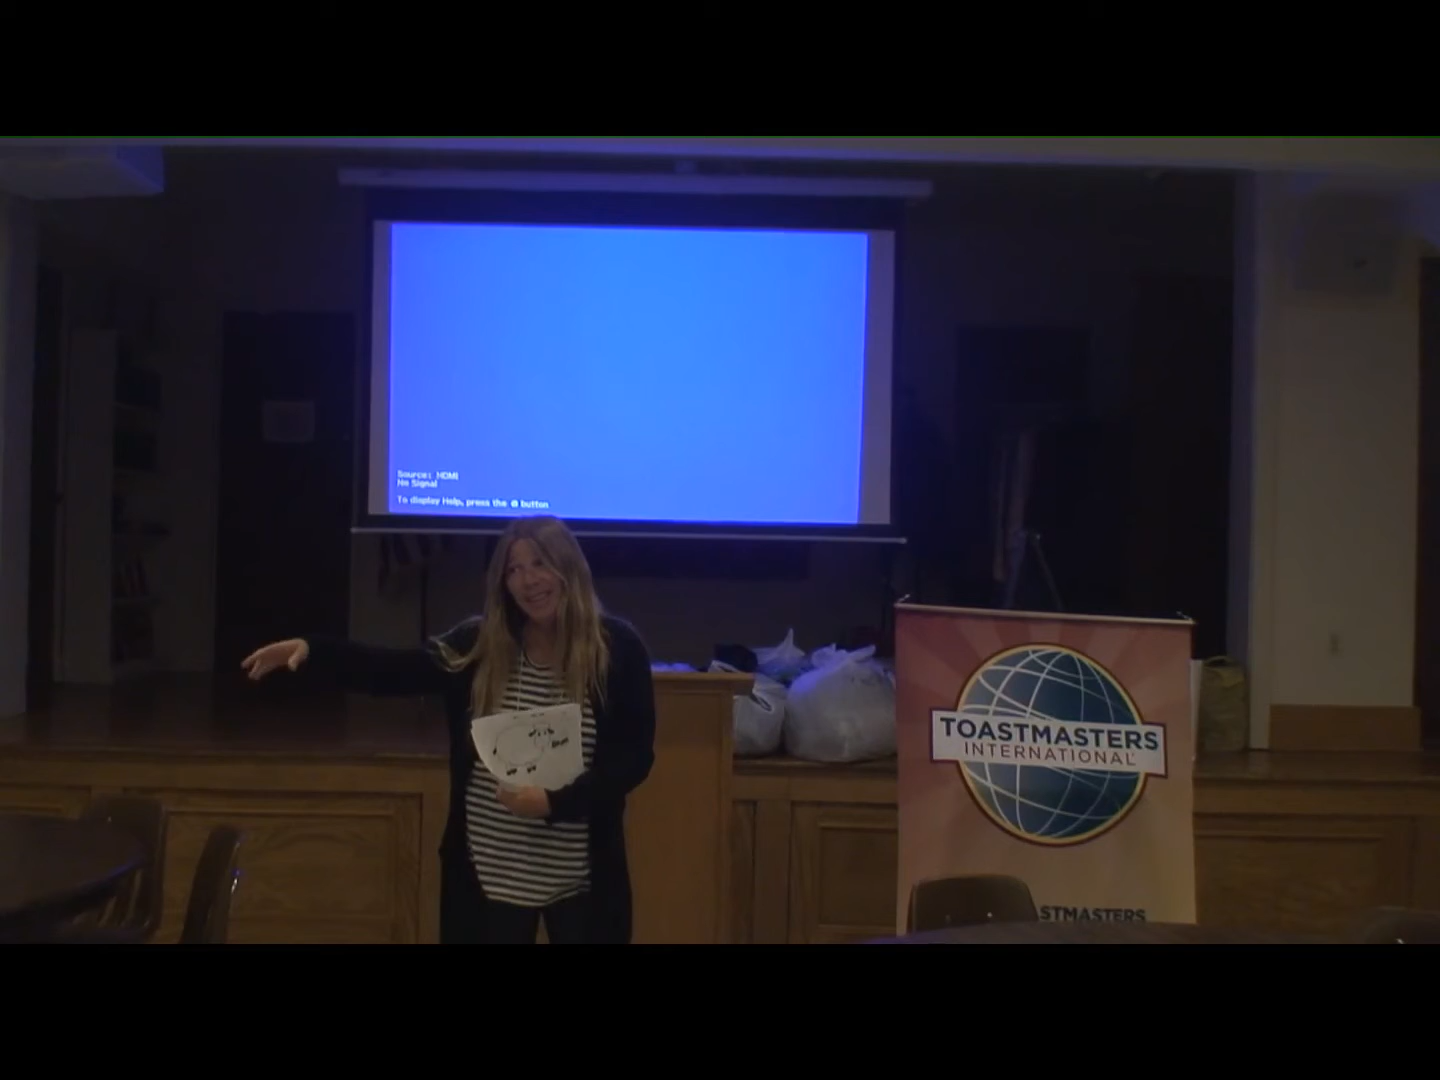 Source: HDMI
No Signal
To display Help, press the button
TOASTMASTERS
INTERNATIONAL
STMASTERS